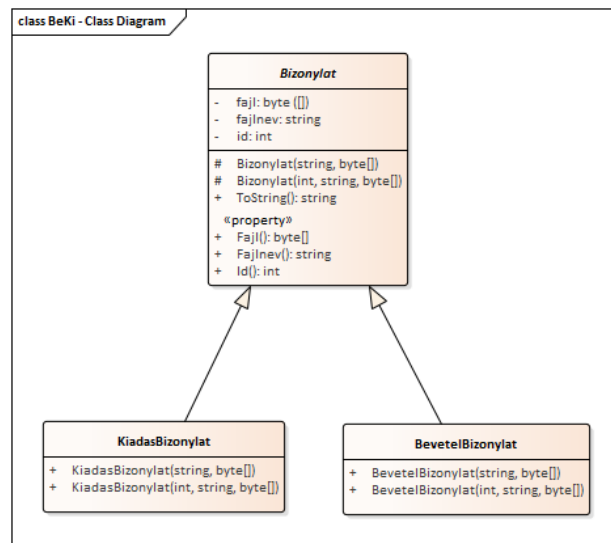 class BeKi - Class Diagram
Bizonylat
- fajl: byte ([])
- fajlnev: string
- id: int
# Bizonylat(string, byte[])
# Bizonylat(int, string, byte[])
+ ToString(): string
«property»
+ Fajl(): byte[]
+ Fajlnev(): string
+ Id(): int
KiadasBizonylat
+ KiadasBizonylat(string, byte[])
+ KiadasBizonylat(int, string, byte[])
BevetelBizonylat
+ BevetelBizonylat(string, byte[])
+ BevetelBizonylat(int, string, byte[])